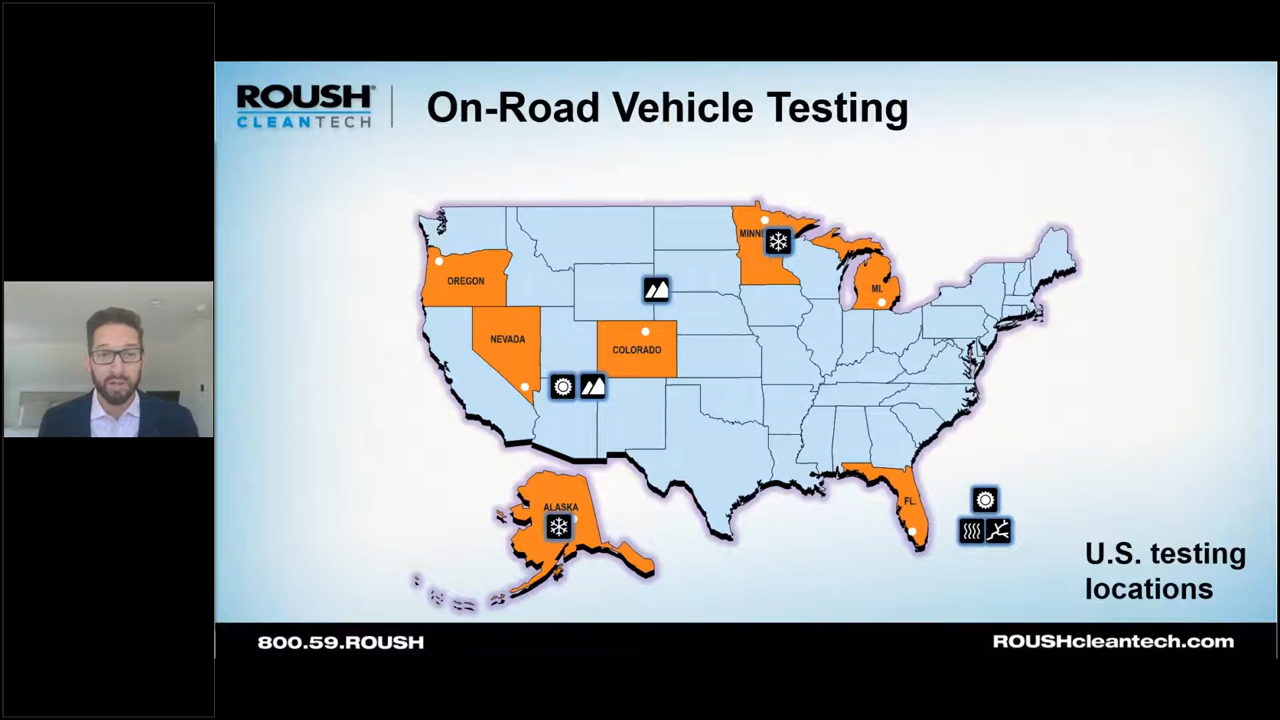 ROUSH®
CLEANTECH
On-Road Vehicle Testing
OREGON
NEVADA
COLORADO
MI.
ALASKA
FL.
U.S. testing
locations
800.59.ROUSH
ROUSHcleantech.com